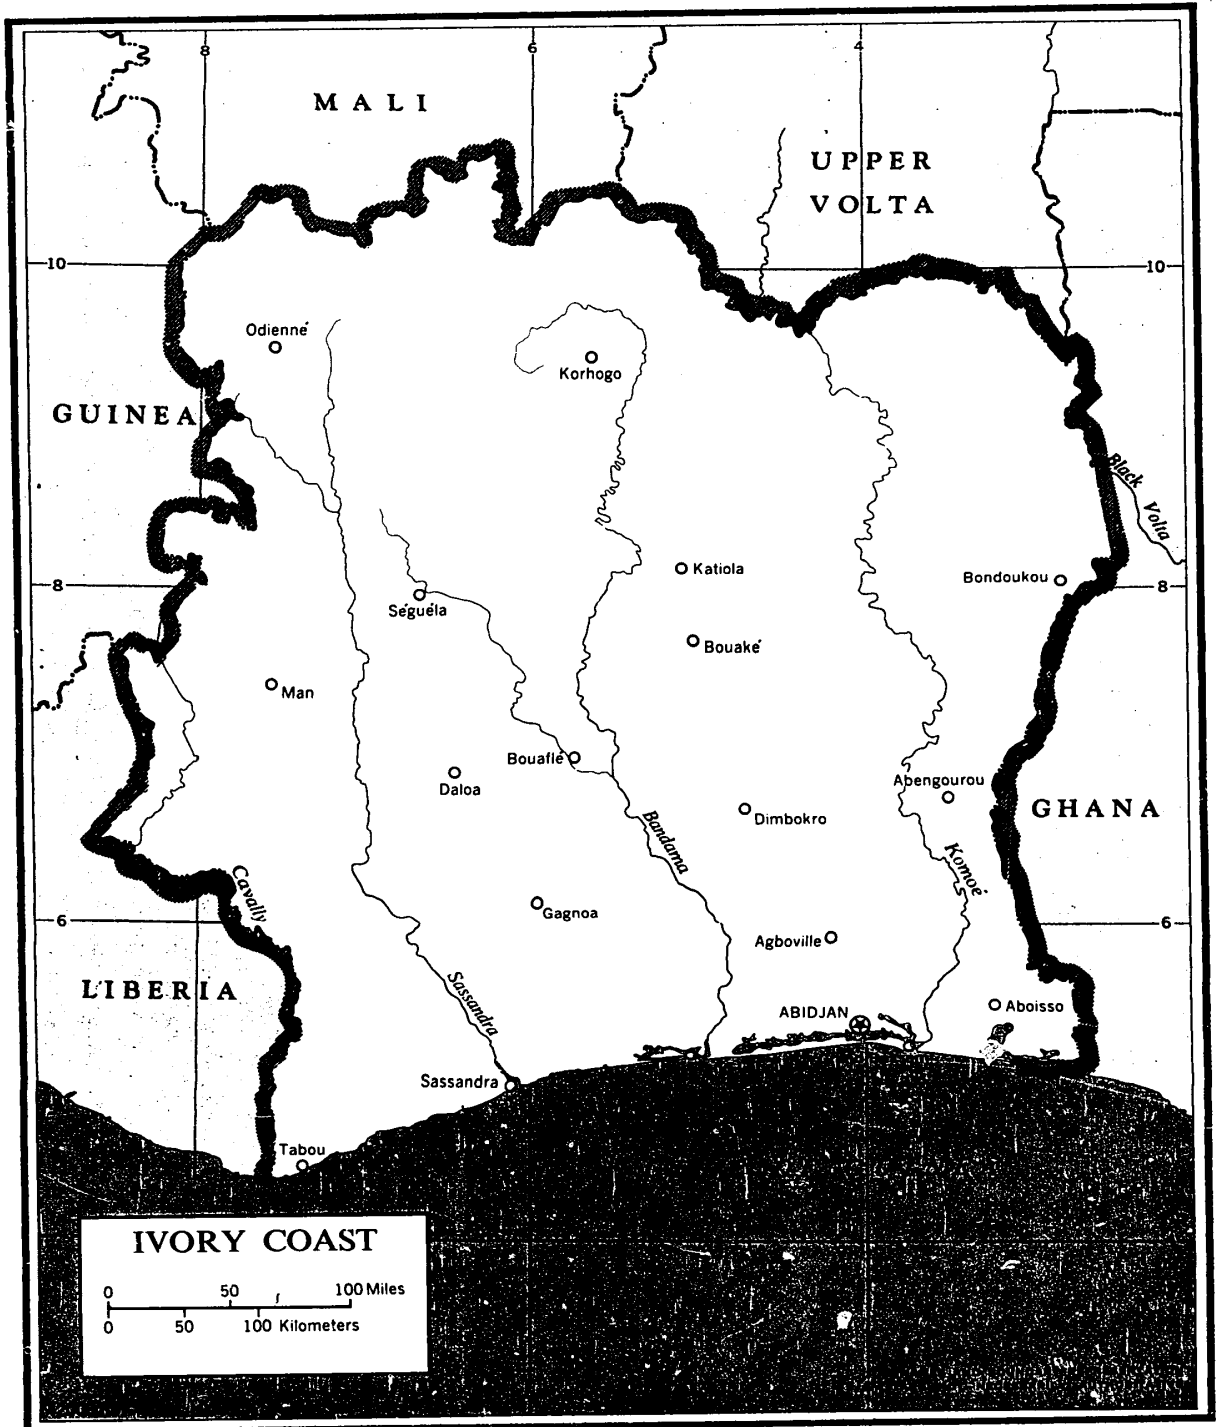 8 6 4
MALI
UPPER
VOLTA
10 10
Odienné
Korhogo
GUINEA
Black
Volta
Katiola
Bondoukou
8 8
Séguéla
Bouaké
Man
Bouaflé
Abengourou
Daloa
GHANA
Dimbokro
Bandama
Komoé
Cavally
Gagnoa
6 6
Agboville
LIBERIA
Sassandra
Aboisso
ABIDJAN
Sassandra
Tabou
IVORY COAST
0 50 100 Miles
0 50 100 Kilometers